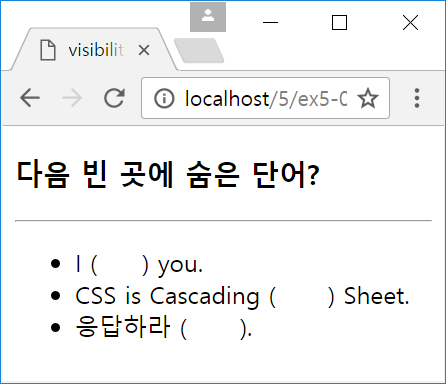 visibilit
localhost/5/ex5-0
다음 빈 곳에 숨은 단어?
• I (      ) you.
• CSS is Cascading (        ) Sheet.
• 응답하라 (        ).